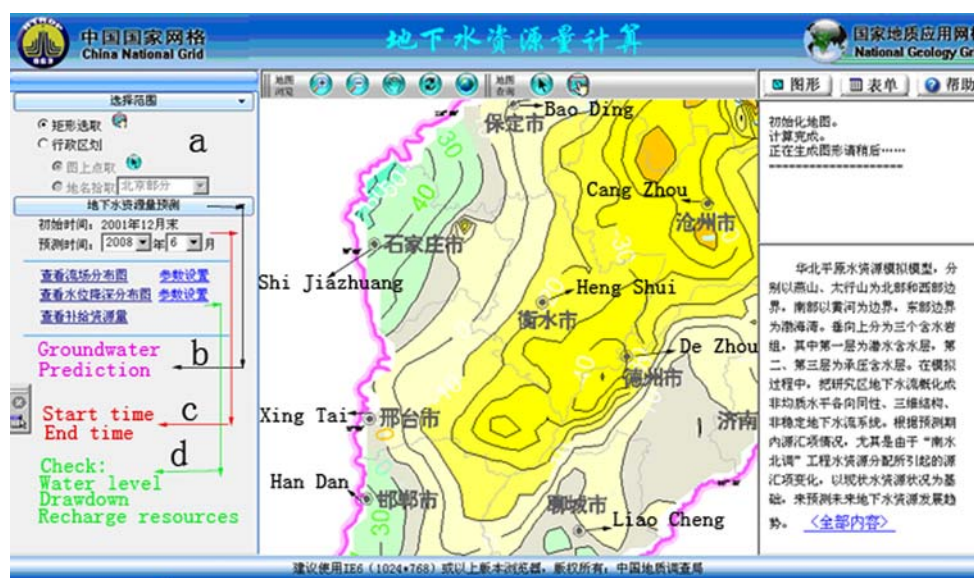 中国国家网格
China National Grid
地下水资源量计算
国家地质应用网格
National Geology Gr
选择范围
矩形选取
a
行政区划
图上点取
地名拾取 北京部分
地下水资源量预测
初始时间: 2001年12月末
预测时间: 2008 年 6 月
查看流场分布图 参数设置
查看水位降深分布图 参数设置
查看补给资源量
Groundwater
Prediction
b
Start time
End time
c
d
Check:
Water level
Drawdown
Recharge resources
地图
浏览
地图
查询
保定市
Bao Ding
30
40
Cang Zhou
沧州市
石家庄市
Shi Jiazhuang
Heng Shui
衡水市
De Zhou
德州市
Xing Tai
邢台市
济南
Han Dan
邯郸市
30
聊城市
Liao Cheng
图形
表单
帮助
初始化地图。
计算完成。
正在生成图形请稍后……
华北平原水资源模拟模型,分
别以燕山、太行山为北部和西部边
界,南部以黄河为边界,东部边界
为渤海湾。垂向上分为三个含水岩
组,其中第一层为潜水含水层,第
二、第三层为承压含水层。在模拟
过程中,把研究区地下水流概化成
非均质水平各向同性、三维结构、
非稳定地下水流系统。根据预测期
内源汇项情况,尤其是由于“南水
北调”工程水资源分配所引起的源
汇项变化,以现状水资源状况为基
础,来预测未来地下水资源发展趋
势。 <全部内容>
建议使用IE6(1024*768)或以上版本浏览器,版权所有:中国地质调查局